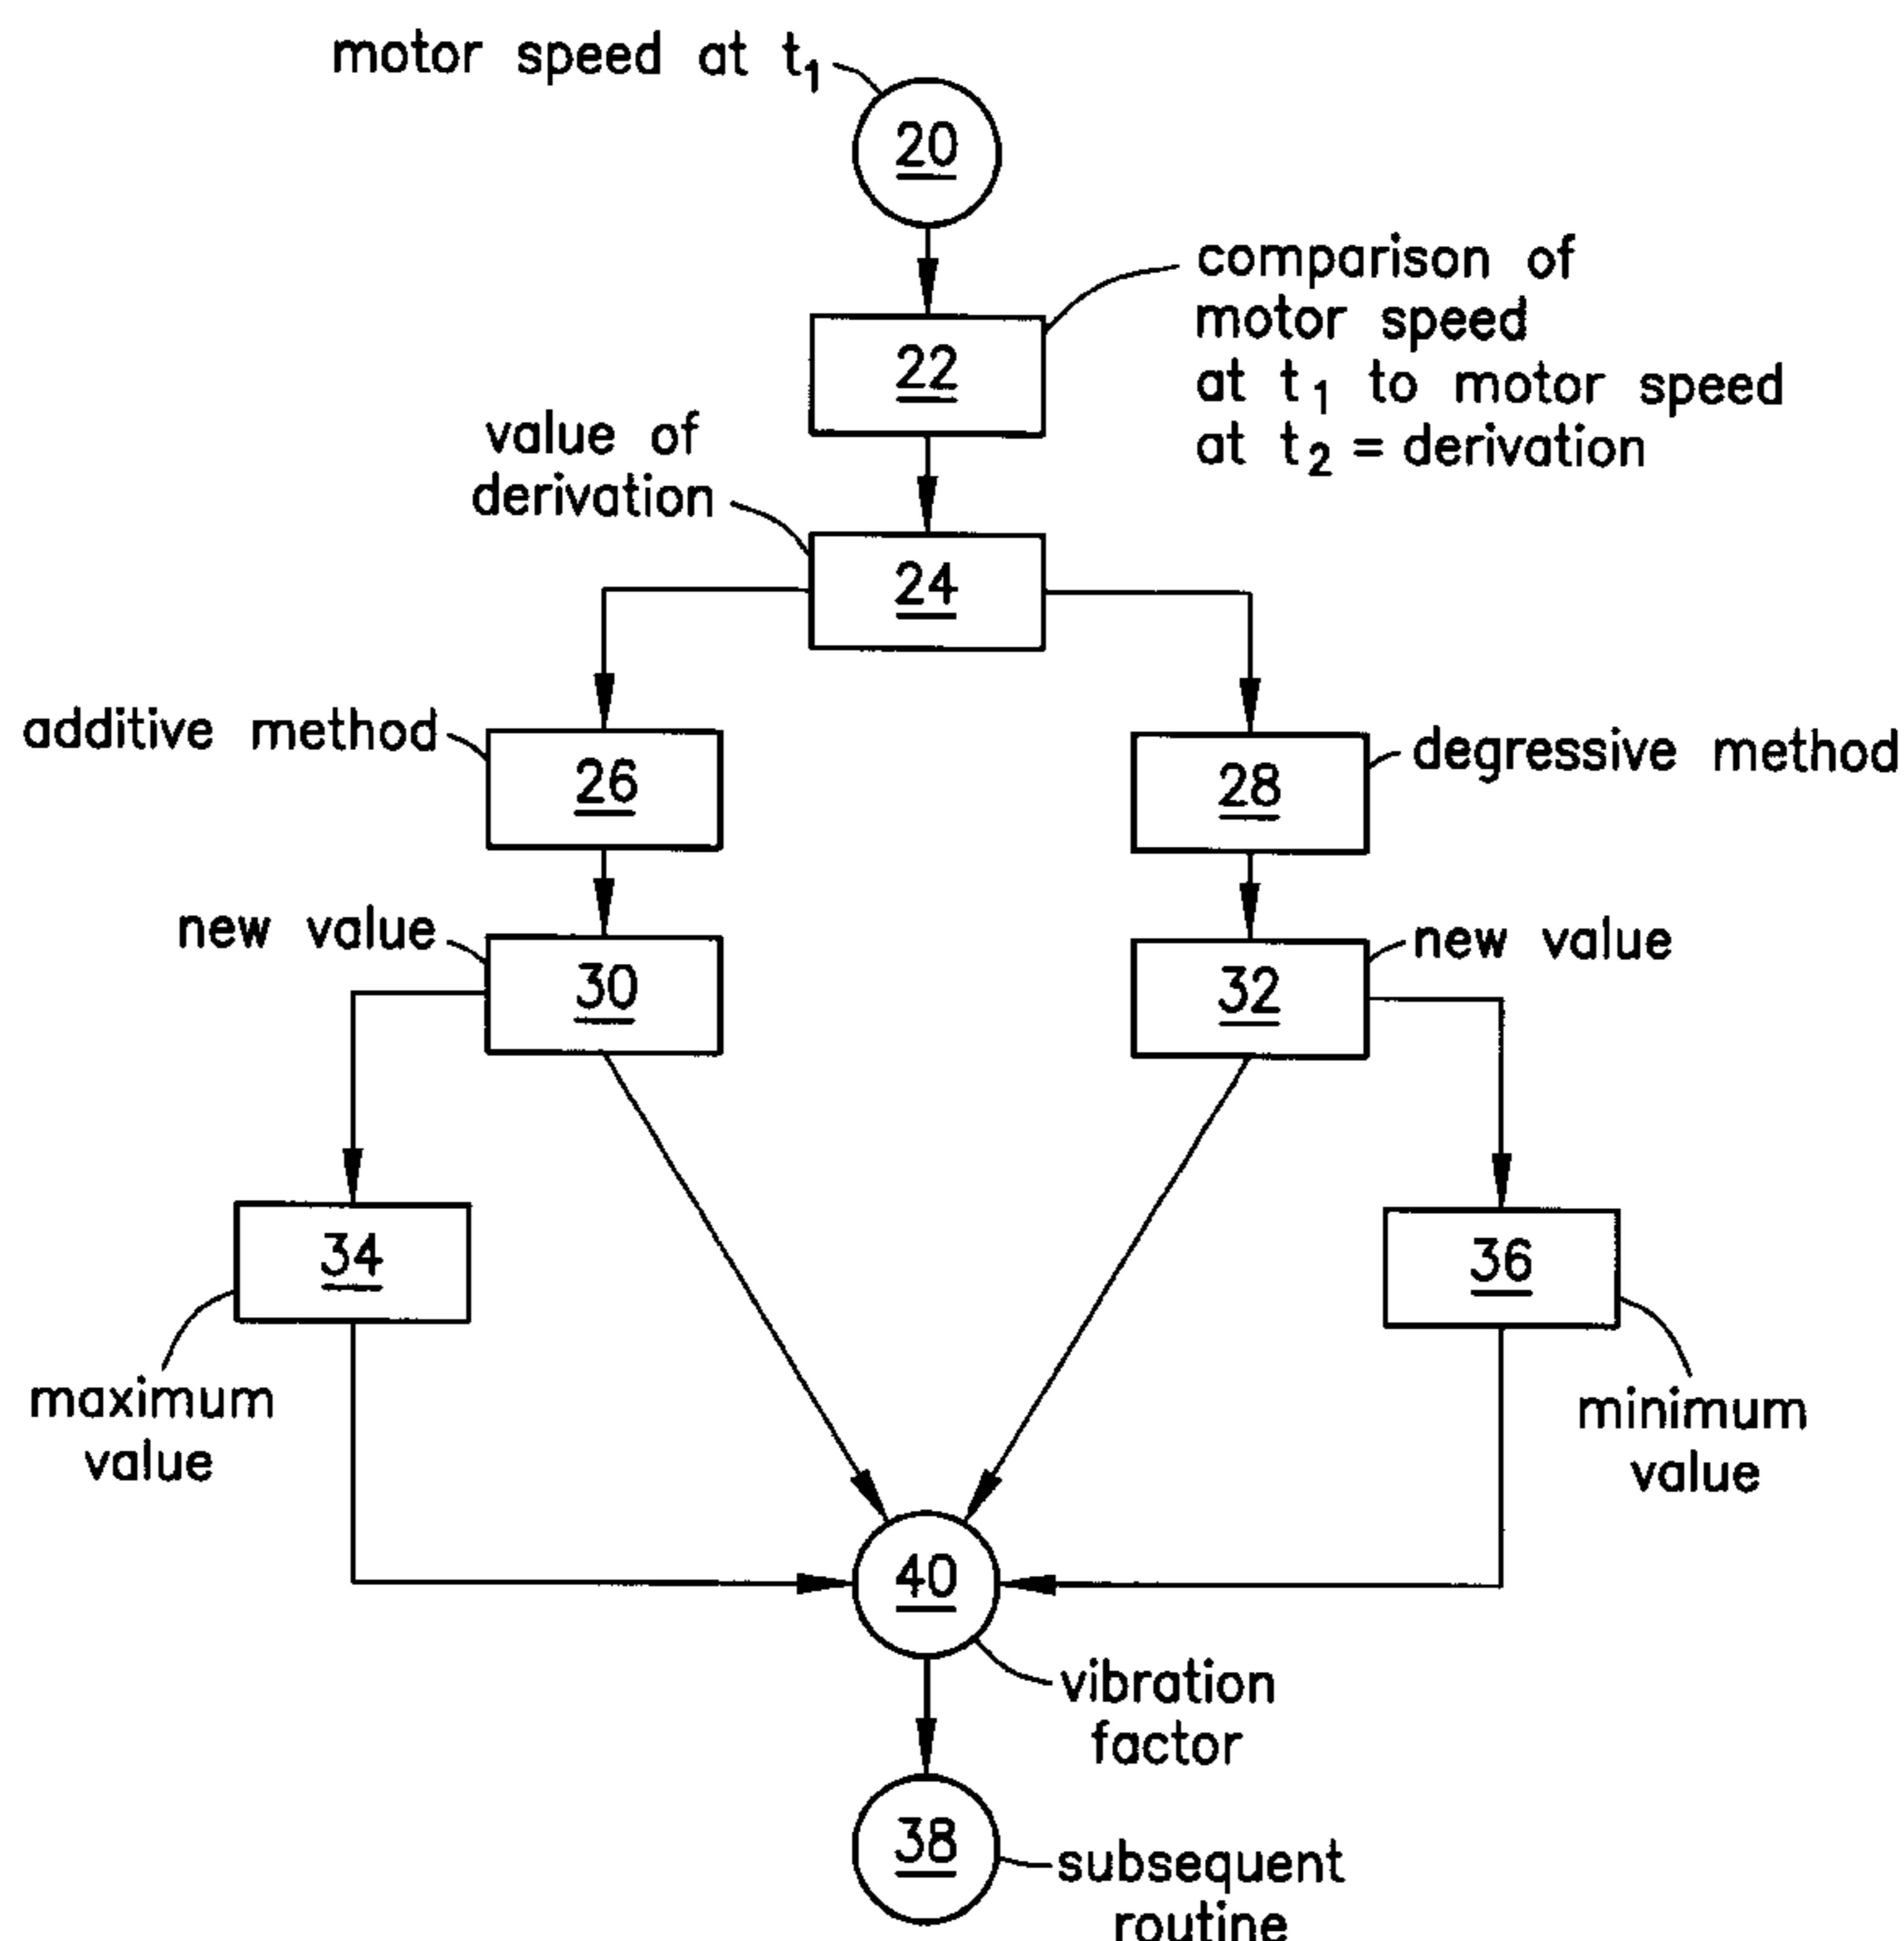 motor speed at t1
20
comparison of
motor speed
at t1 to motor speed
at t2 = derivation
22
value of
derivation
24
additive method
26
28
degressive method
new value
30
32
new value
34
36
maximum
value
minimum
value
40
vibration
factor
38
subsequent
routine